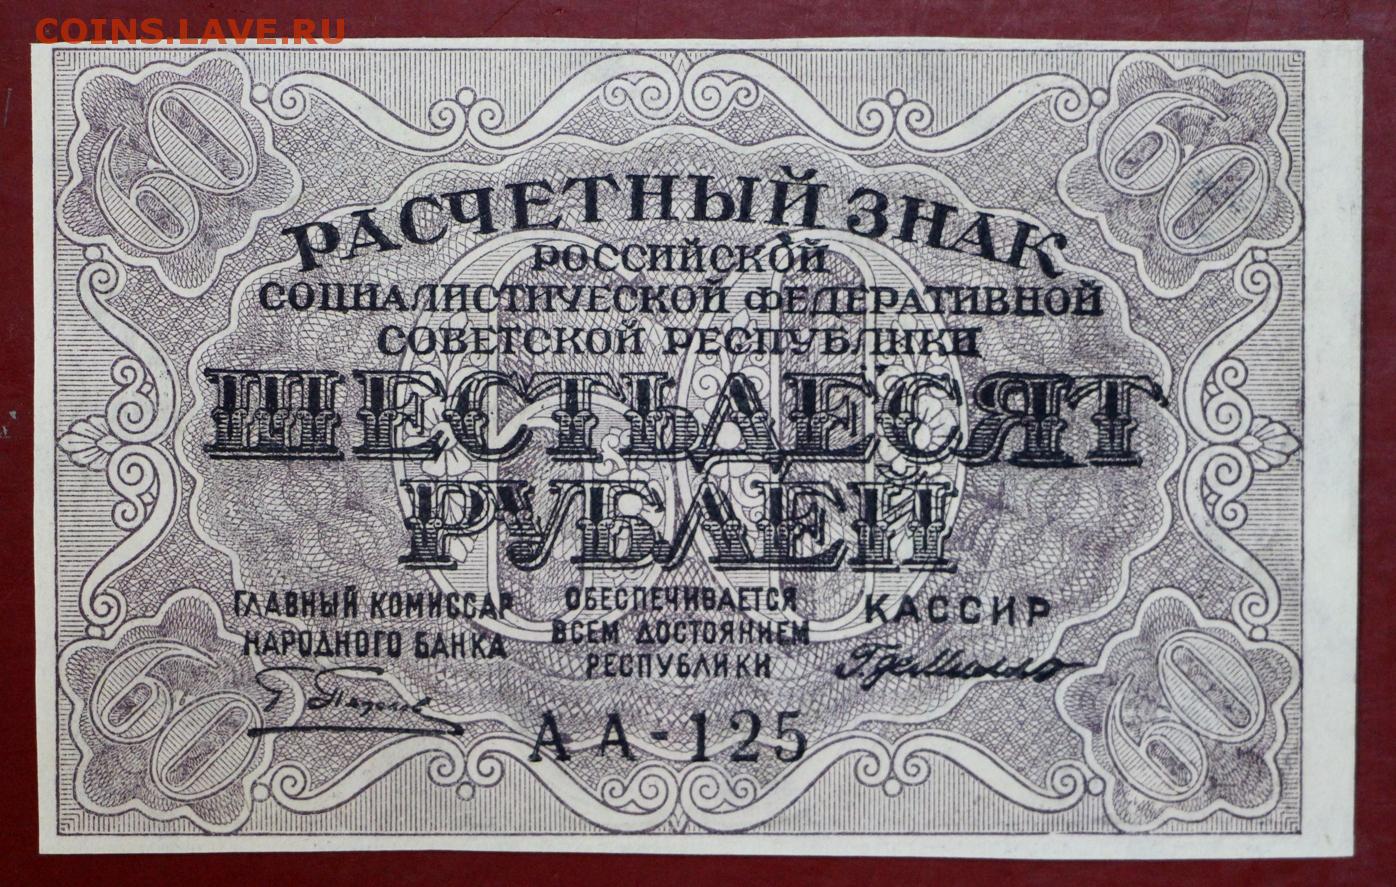 COINS.LAVE.RU
60 60
РАСЧЕТНЫЙ ЗНАК
РОССИЙСКОЙ
СОЦИАЛИСТИЧЕСКОЙ ФЕДЕРАТИВНОЙ
СОВЕТСКОЙ РЕСПУБЛИКИ
60
ШЕСТЬДЕСЯТ
РУБЛЕЙ
ГЛАВНЫЙ КОМИССАР
НАРОДНОГО БАНКА
ОБЕСПЕЧИВАЕТСЯ
ВСЕМ ДОСТОЯНИЕМ
РЕСПУБЛИКИ
КАССИР
АА-125
60 60